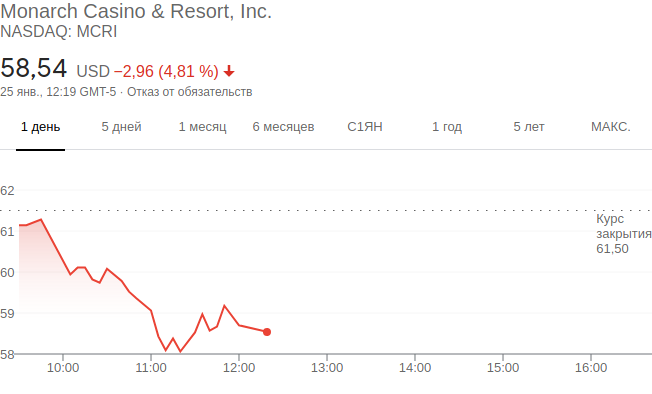 Monarch Casino & Resort, Inc.
NASDAQ: MCRI
58,54 USD −2,96 (4,81 %)
25 янв., 12:19 GMT-5 · Отказ от обязательств
1 день 5 дней 1 месяц 6 месяцев С1ЯН 1 год 5 лет МАКС.
62
61
60
59
58
Курс
закрытия
61,50
10:00 11:00 12:00 13:00 14:00 15:00 16:00